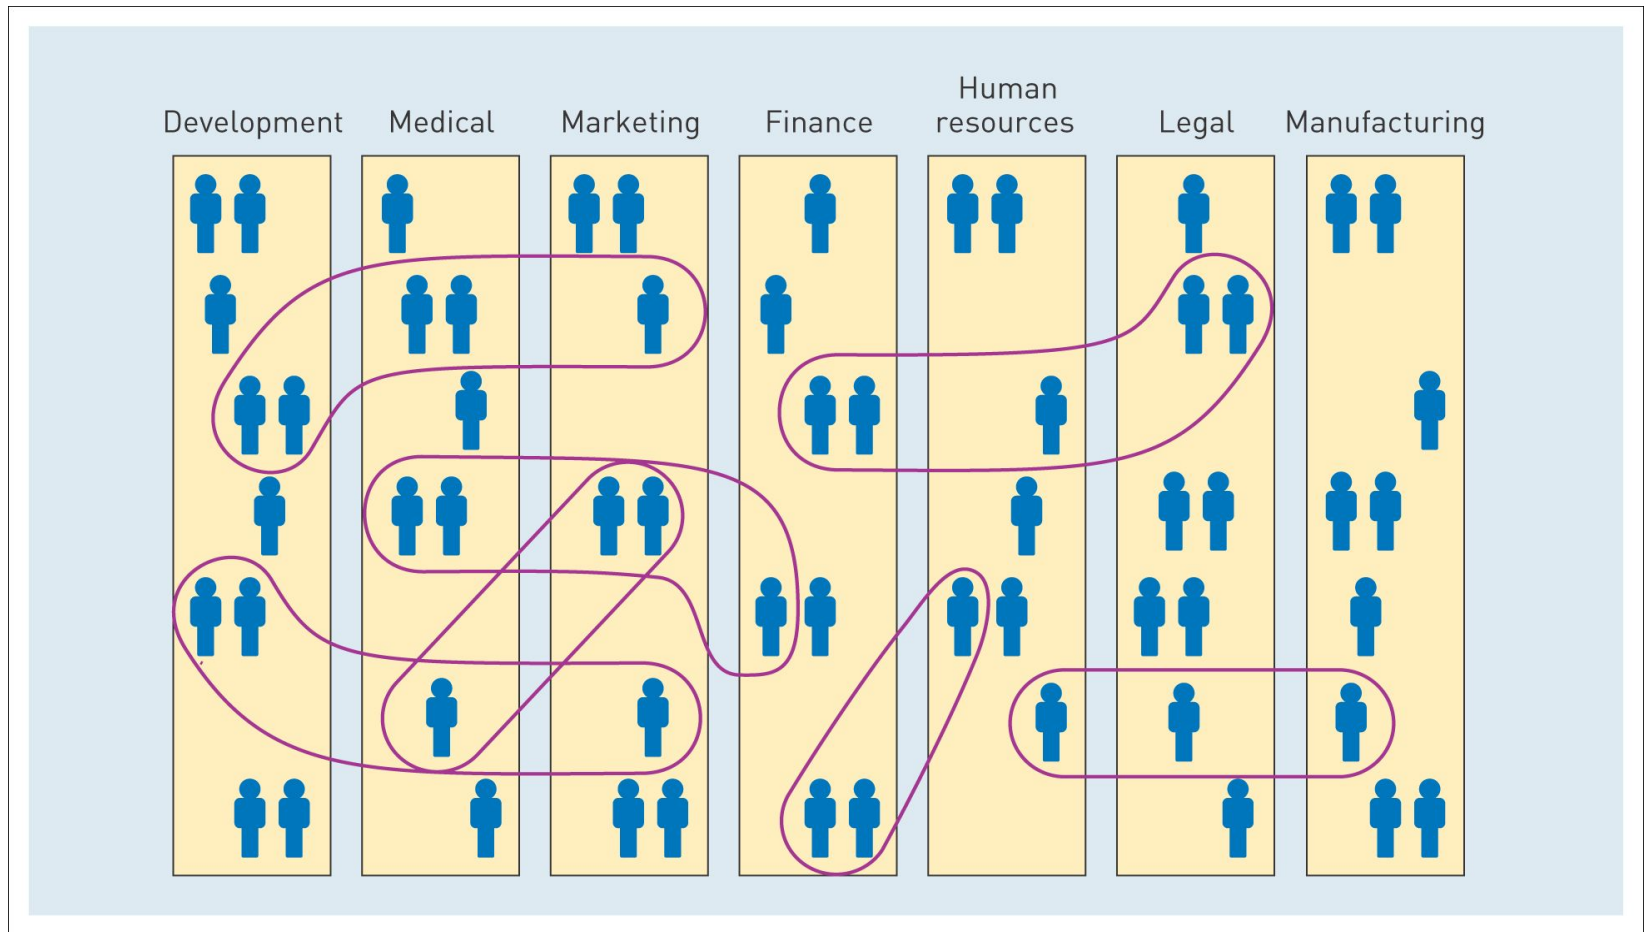 Development
Medical
Marketing
Finance
Human
resources
Legal
Manufacturing